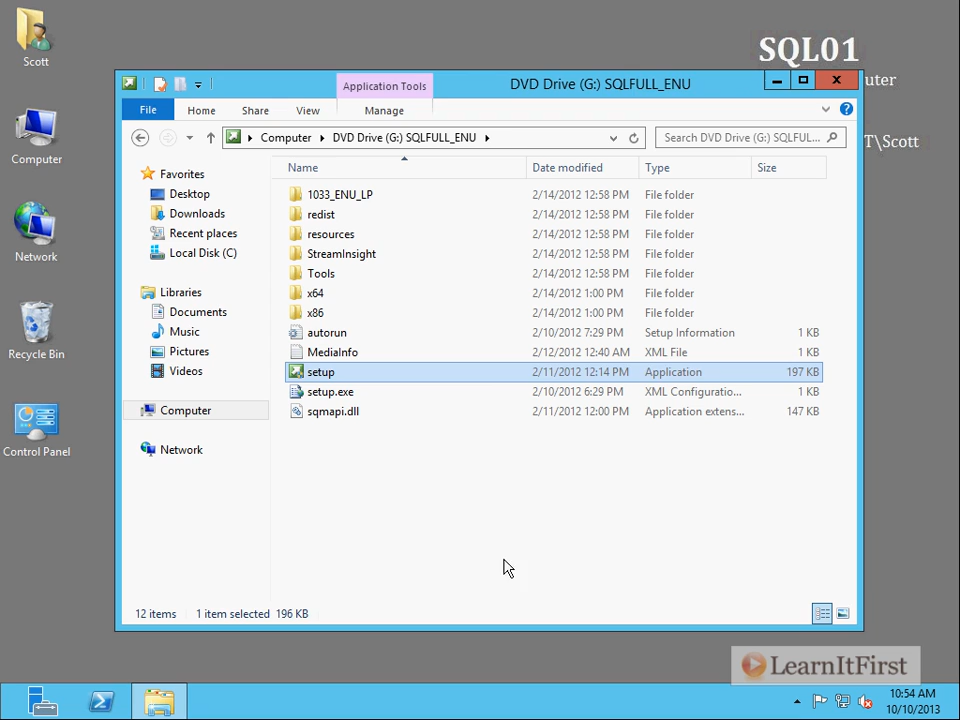 Scott
Computer
Network
Recycle Bin
Control Panel
SQL01
uter
T\Scott
Application Tools
DVD Drive (G:) SQLFULL_ENU
File Home Share View Manage
Computer DVD Drive (G:) SQLFULL_ENU
Search DVD Drive (G:) SQLFUL...
Favorites
Desktop
Downloads
Recent places
Local Disk (C)
Libraries
Documents
Music
Pictures
Videos
Computer
Network
Name Date modified Type Size
1033_ENU_LP 2/14/2012 12:58 PM File folder
redist 2/14/2012 12:58 PM File folder
resources 2/14/2012 12:58 PM File folder
StreamInsight 2/14/2012 12:58 PM File folder
Tools 2/14/2012 12:58 PM File folder
x64 2/14/2012 1:00 PM File folder
x86 2/14/2012 1:00 PM File folder
autorun 2/10/2012 7:29 PM Setup Information 1 KB
MediaInfo 2/12/2012 12:40 AM XML File 1 KB
setup 2/11/2012 12:14 PM Application 197 KB
setup.exe 2/10/2012 6:29 PM XML Configuratio... 1 KB
sqmapi.dll 2/11/2012 12:00 PM Application extens... 147 KB
12 items 1 item selected 196 KB
LearnItFirst
10:54 AM
10/10/2013